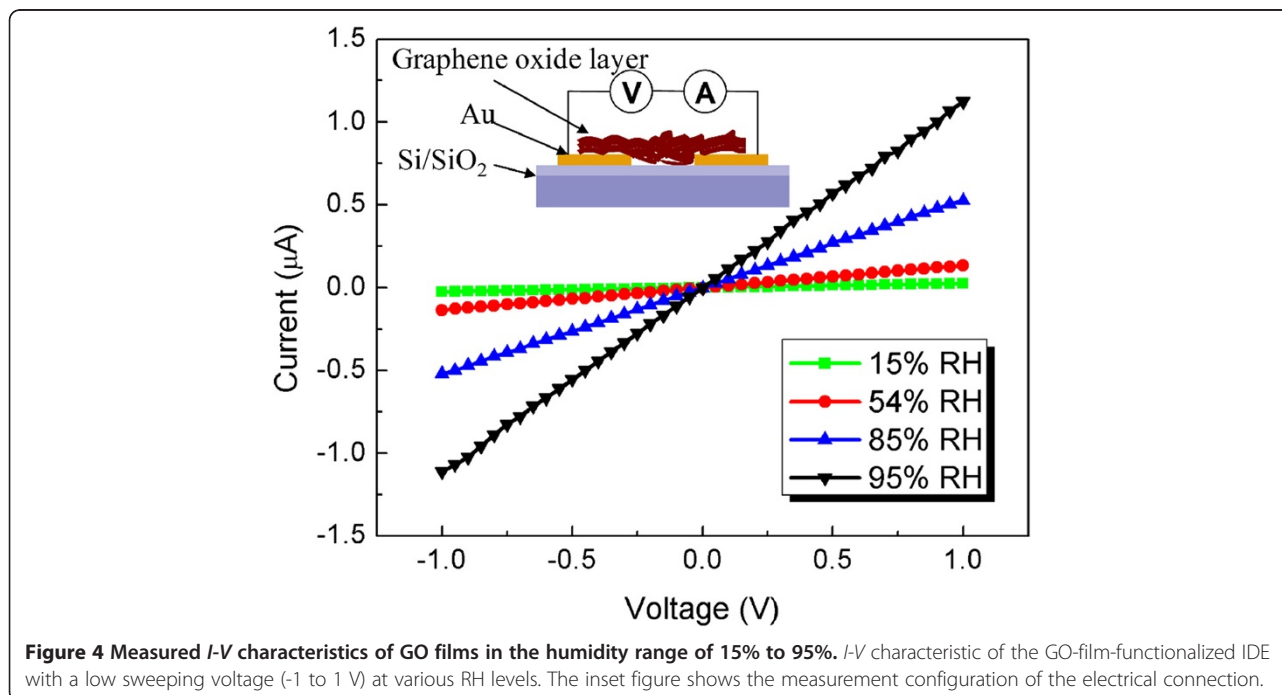 1.5
1.0
0.5
0.0
-0.5
-1.0
-1.5
Current (μA)
Graphene oxide layer
V A
Au
Si/SiO₂
15% RH
54% RH
85% RH
95% RH
-1.0 -0.5 0.0 0.5 1.0
Voltage (V)
Figure 4 Measured I-V characteristics of GO films in the humidity range of 15% to 95%. I-V characteristic of the GO-film-functionalized IDE
with a low sweeping voltage (-1 to 1 V) at various RH levels. The inset figure shows the measurement configuration of the electrical connection.